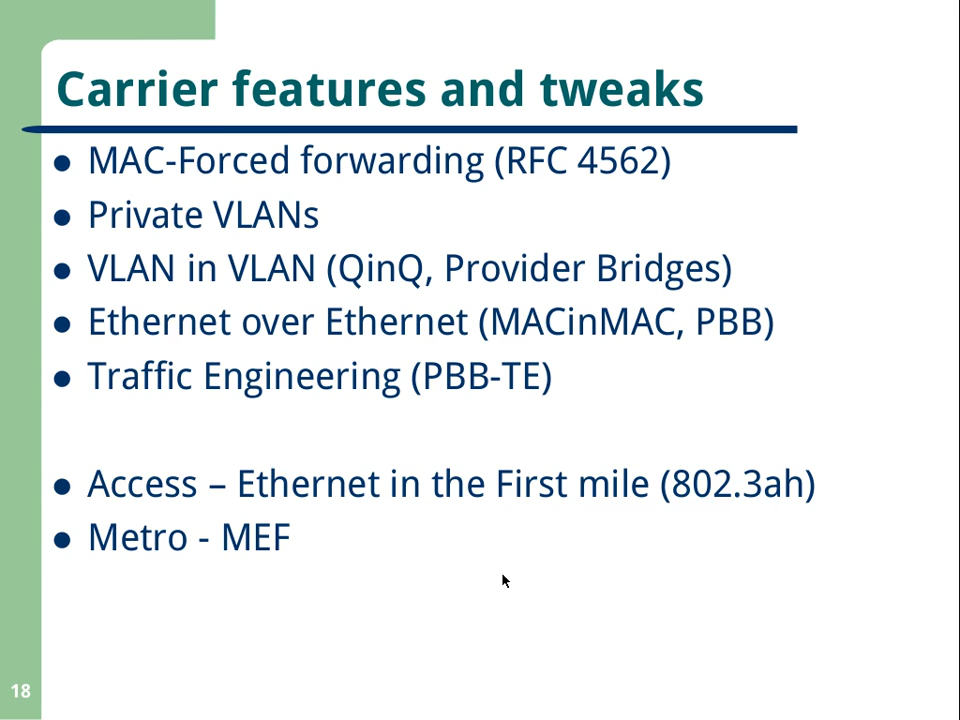 Carrier features and tweaks
● MAC-Forced forwarding (RFC 4562)
● Private VLANs
● VLAN in VLAN (QinQ, Provider Bridges)
● Ethernet over Ethernet (MACinMAC, PBB)
● Traffic Engineering (PBB-TE)
● Access – Ethernet in the First mile (802.3ah)
● Metro - MEF
18